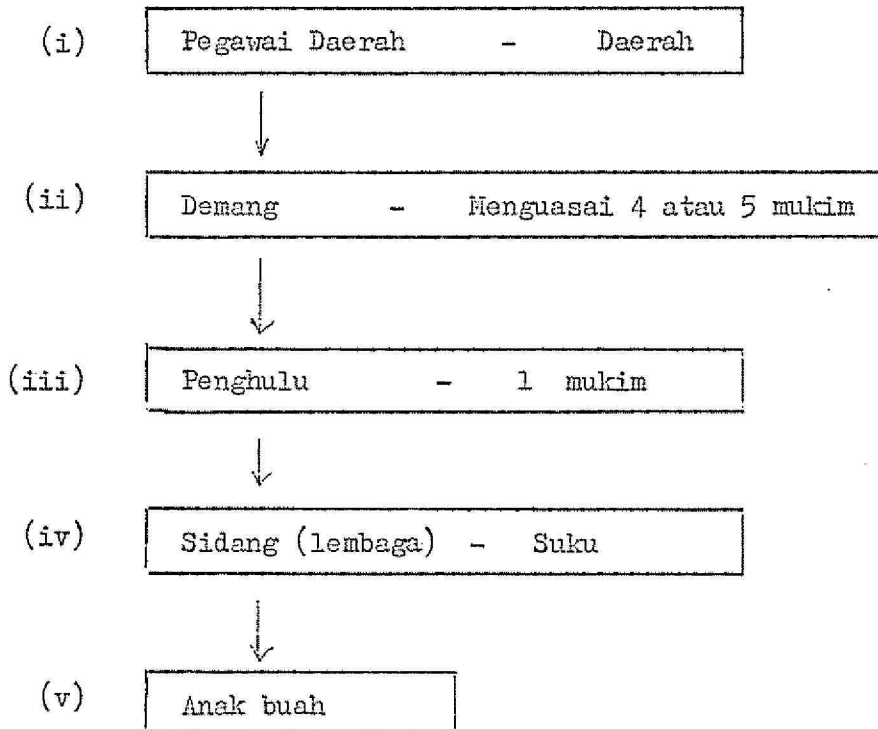 (i) Pegawai Daerah - Daerah
(ii) Demang - Menguasai 4 atau 5 mukim
(iii) Penghulu - 1 mukim
(iv) Sidang (lembaga) - Suku
(v) Anak buah